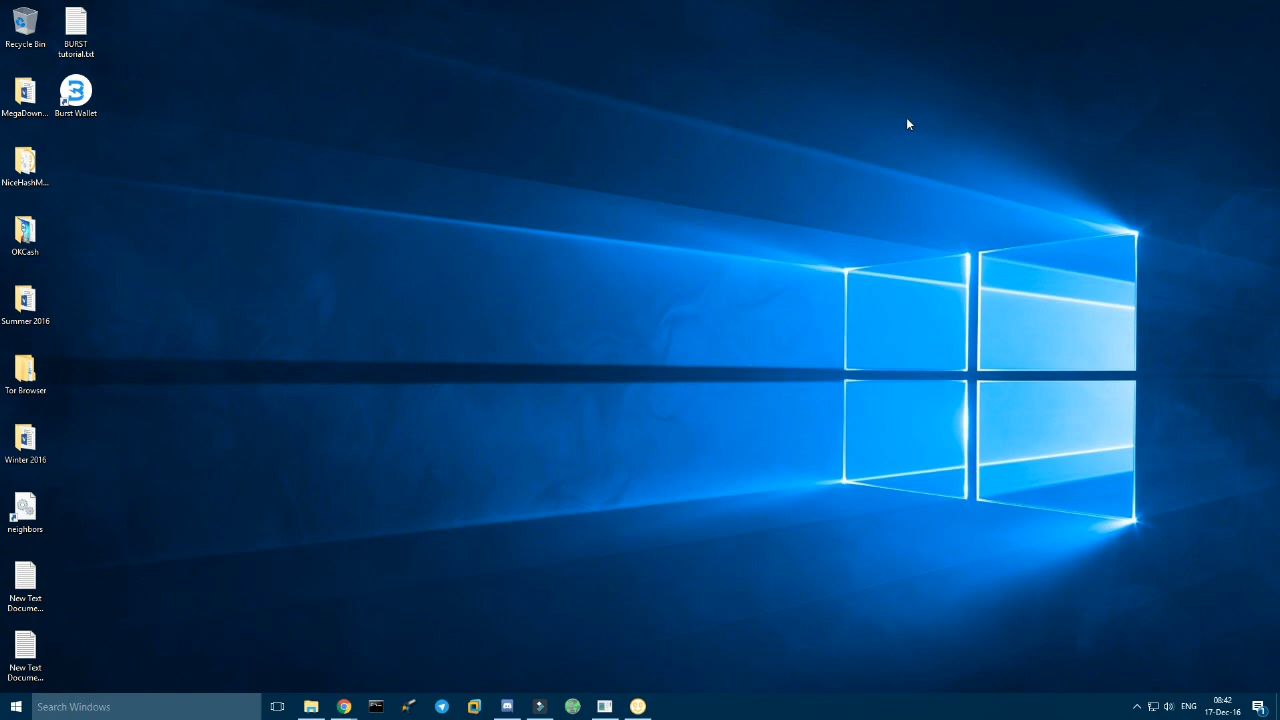 Recycle Bin
BURST
tutorial.txt
MegaDown...
Burst Wallet
NiceHashM...
OKCash
Summer 2016
Tor Browser
Winter 2016
neighbors
New Text
Docume...
New Text
Docume...
Search Windows
ENG
08:42
17-Dec-16